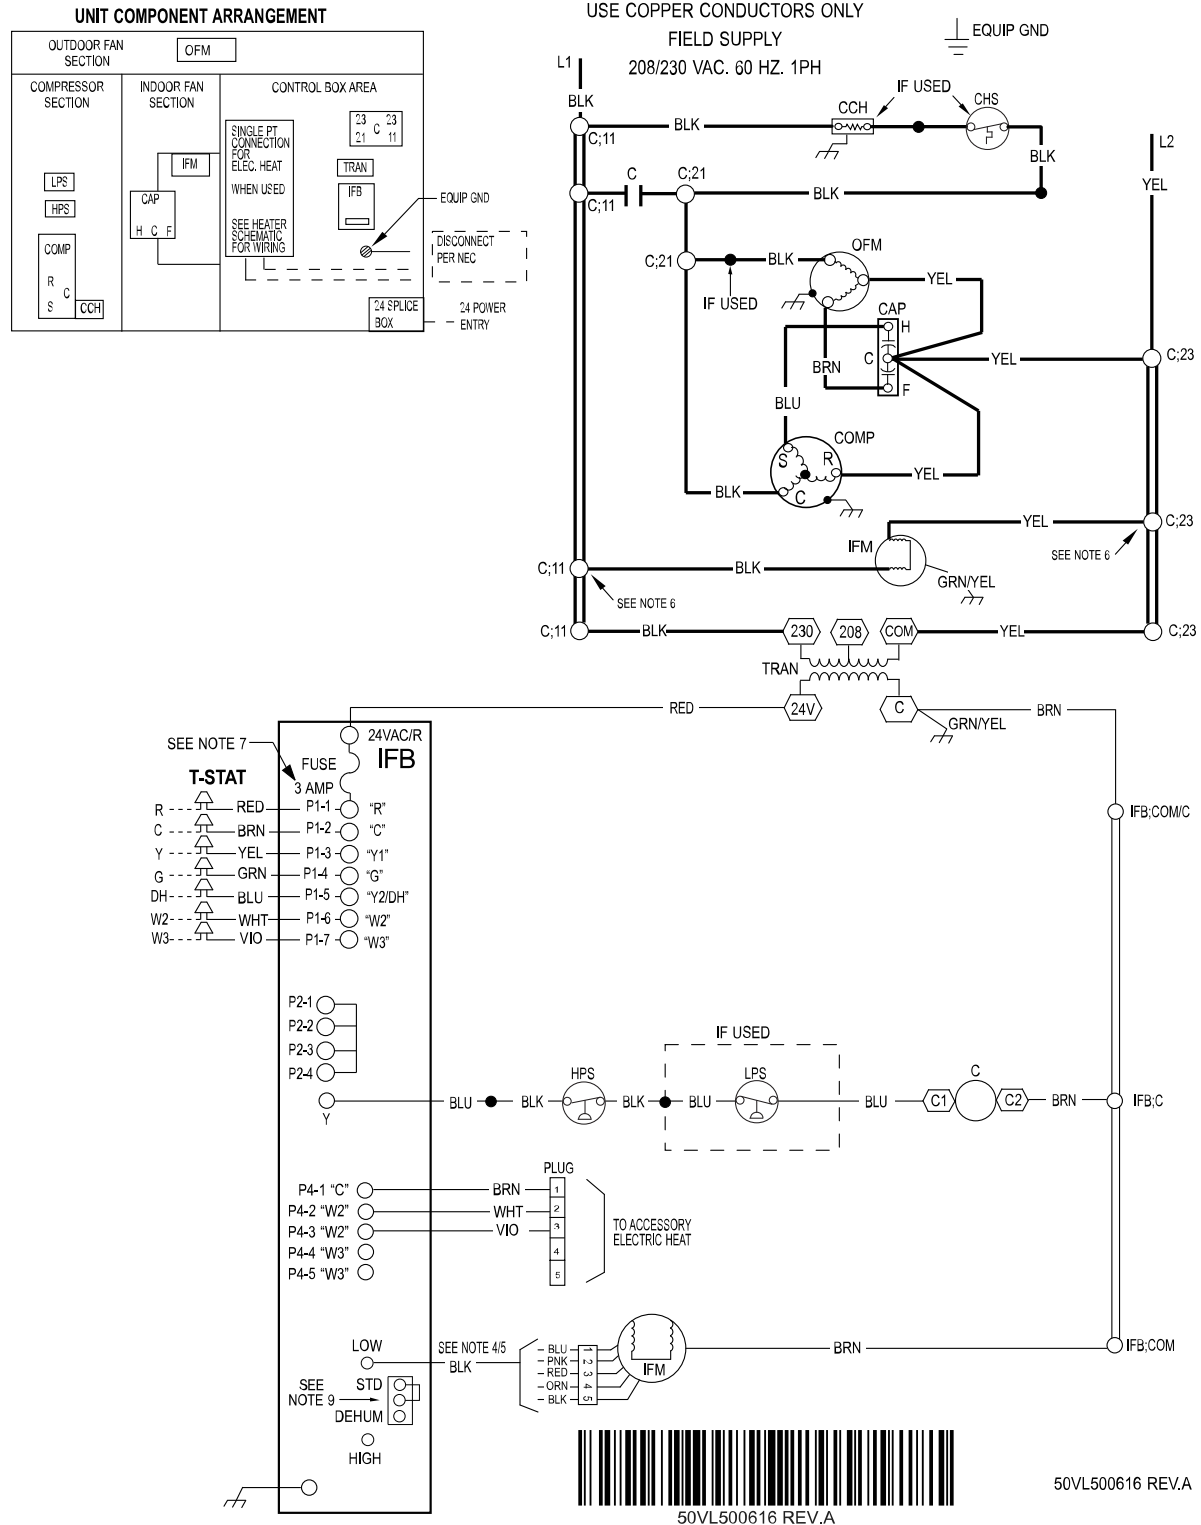 UNIT COMPONENT ARRANGEMENT
OUTDOOR FAN
SECTION
OFM
COMPRESSOR
SECTION
INDOOR FAN
SECTION
CONTROL BOX AREA
LPS
HPS
COMP
R
C
S
CCH
IFM
CAP
H C F
SINGLE PT
CONNECTION
FOR
ELEC. HEAT
WHEN USED
SEE HEATER
SCHEMATIC
FOR WIRING
23 C 23
21 11
TRAN
IFB
EQUIP GND
DISCONNECT
PER NEC
24 SPLICE
BOX
24 POWER
ENTRY
USE COPPER CONDUCTORS ONLY
FIELD SUPPLY
208/230 VAC. 60 HZ. 1PH
EQUIP GND
L1
BLK
C;11
BLK
CCH
IF USED
CHS
BLK
L2
YEL
C;11
C
C;21
BLK
C;21
BLK
IF USED
OFM
YEL
CAP
H
C
F
BRN
BLU
YEL
C;23
COMP
S
R
C
YEL
BLK
YEL
C;23
SEE NOTE 6
IFM
C;11
BLK
GRN/YEL
SEE NOTE 6
C;11
BLK
230
208
COM
YEL
C;23
TRAN
24V
C
RED
GRN/YEL
BRN
SEE NOTE 7
24VAC/R
IFB
FUSE
3 AMP
T-STAT
R RED P1-1 "R"
C BRN P1-2 "C"
Y YEL P1-3 "Y1"
G GRN P1-4 "G"
DH BLU P1-5 "Y2/DH"
W2 WHT P1-6 "W2"
W3 VIO P1-7 "W3"
IFB;COM/C
P2-1
P2-2
P2-3
P2-4
Y
BLU
BLK
HPS
BLK
IF USED
BLU
LPS
BLU
C1
C
C2
BRN
IFB;C
PLUG
P4-1 "C" BRN 1
P4-2 "W2" WHT 2
P4-3 "W2" VIO 3
P4-4 "W3" 4
P4-5 "W3" 5
TO ACCESSORY
ELECTRIC HEAT
LOW
SEE NOTE 4/5
BLK
BLU 1
PNK 2
RED 3
ORN 4
BLK 5
IFM
BRN
IFB;COM
SEE
NOTE 9
STD
DEHUM
HIGH
50VL500616 REV.A
50VL500616 REV.A